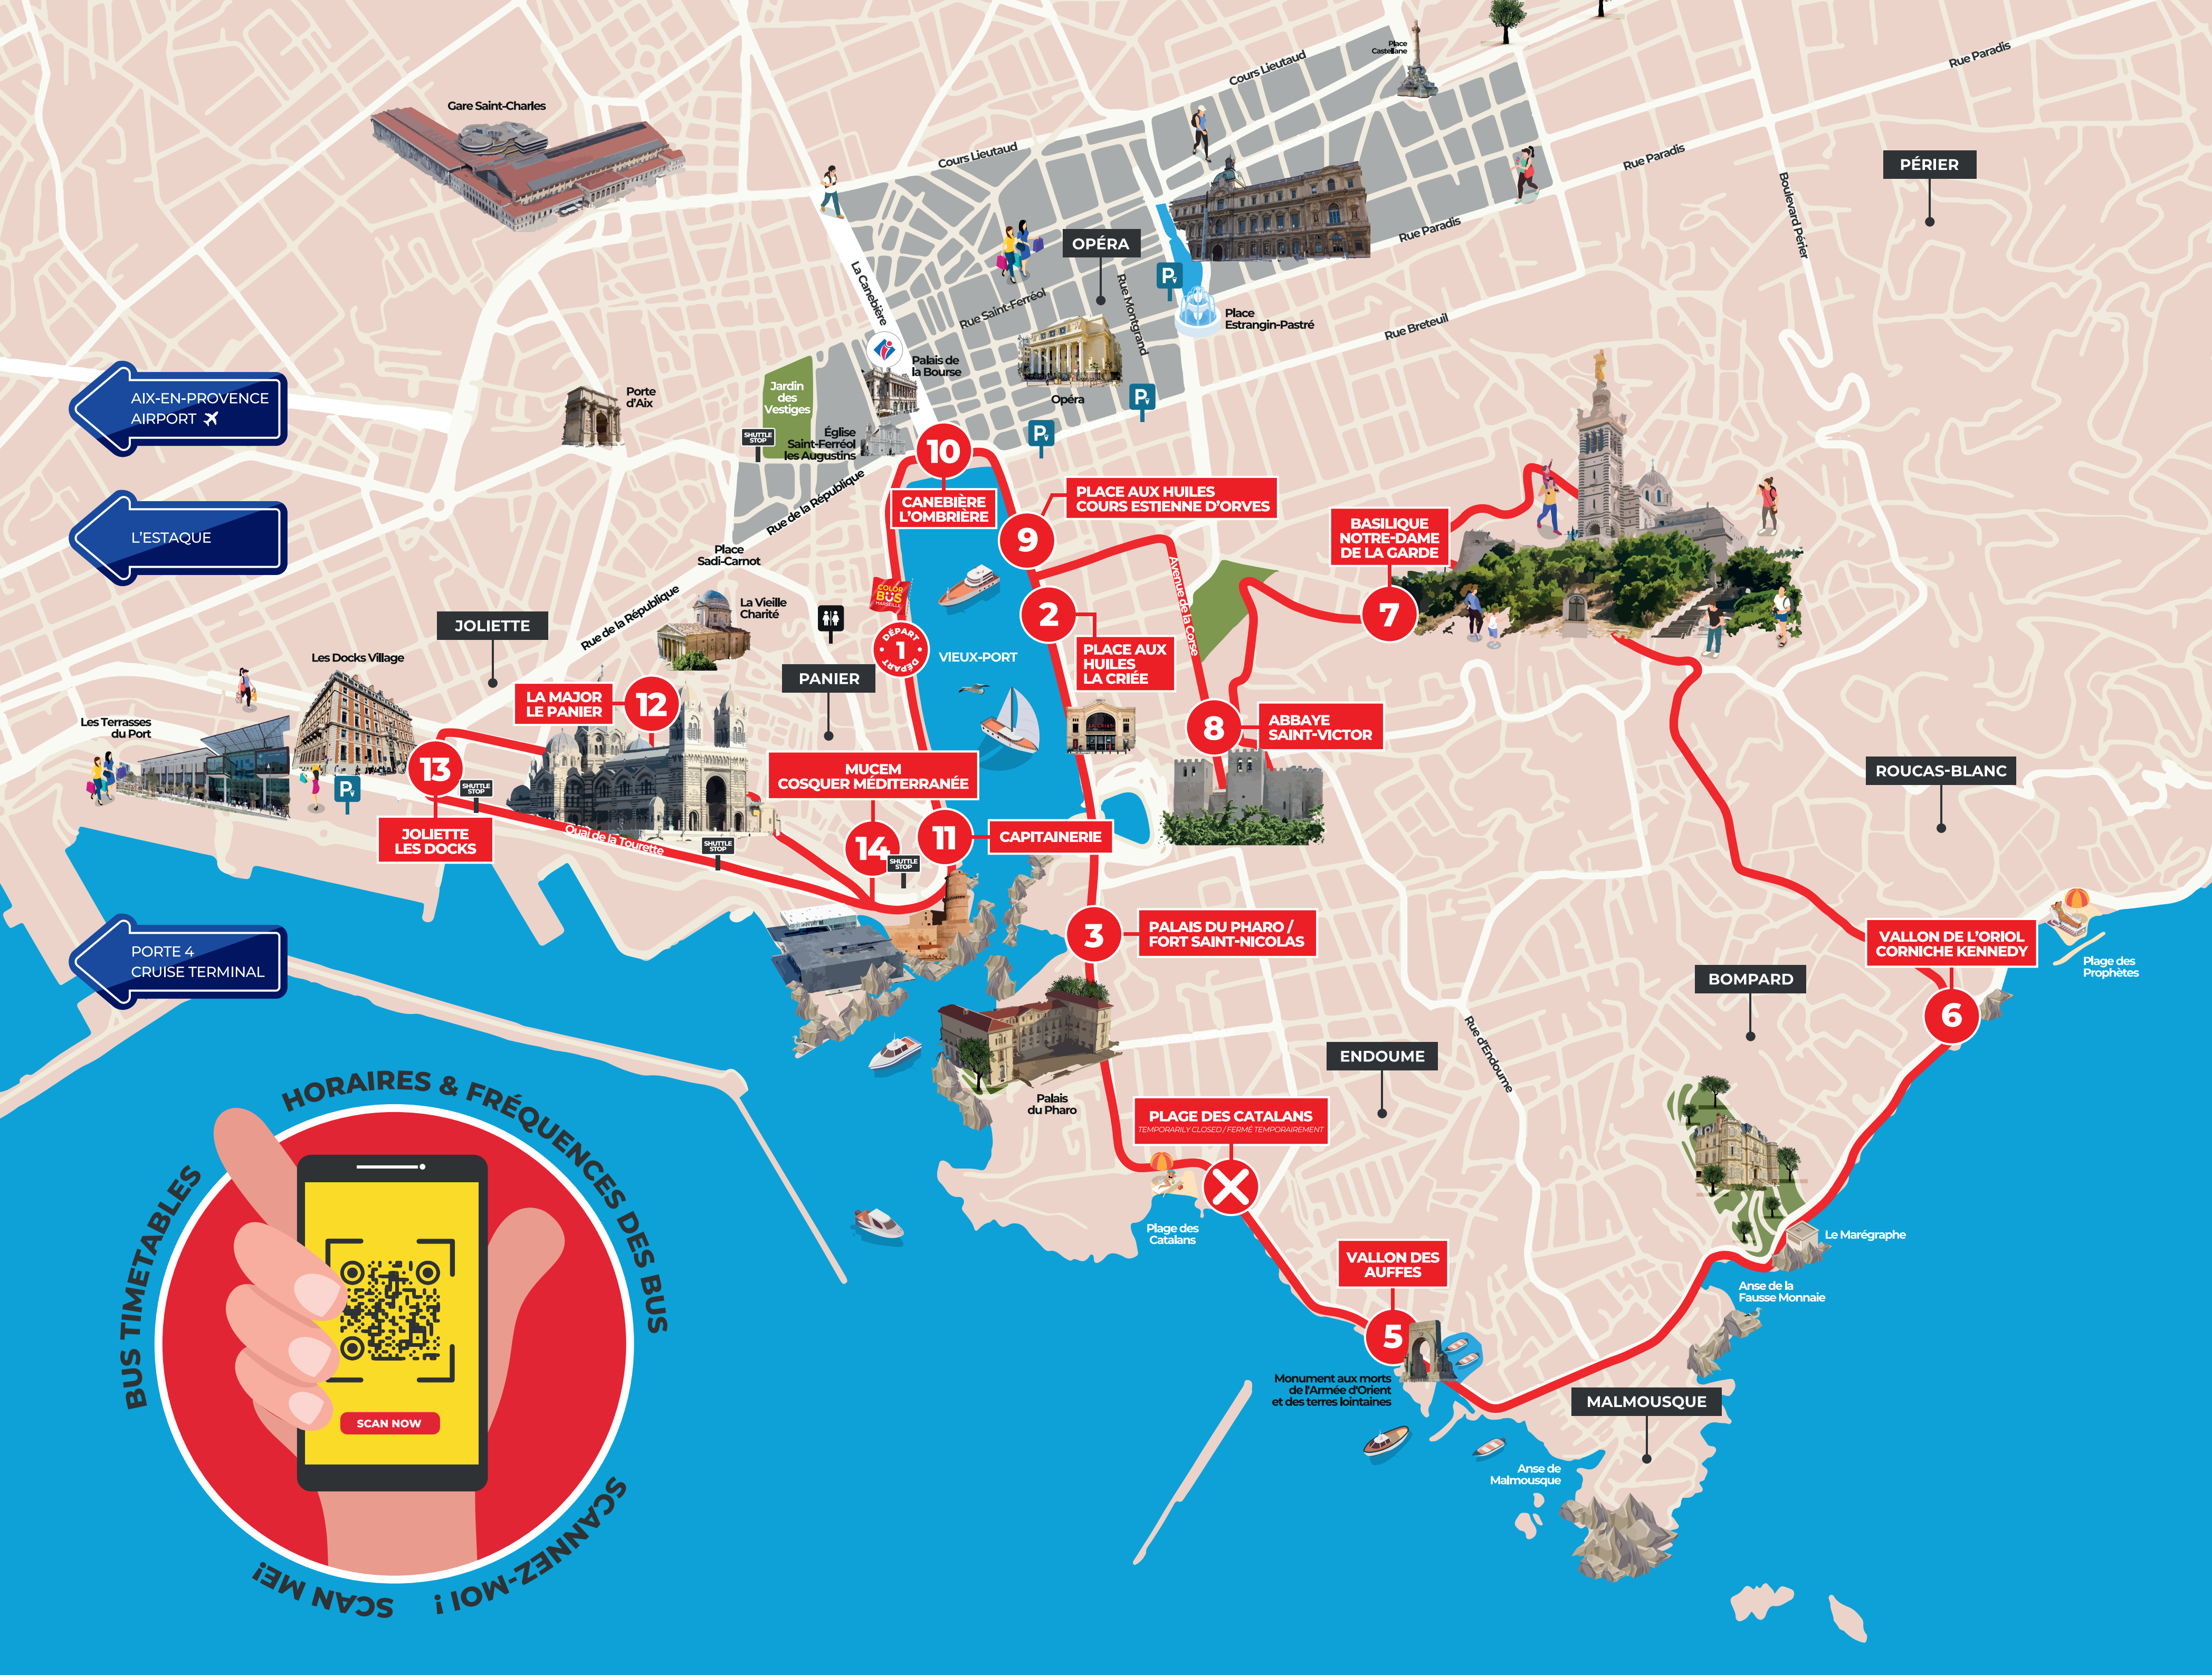 Place
Castellane
Rue Paradis
Cours Lieutaud
Gare Saint-Charles
Cours Lieutaud
Rue Paradis
PÉRIER
Boulevard Périer
Rue Paradis
OPÉRA
La Canebière
Rue Saint-Ferréol
Rue Montgrand
P
Place
Estrangin-Pastré
Rue Breteuil
Palais de
la Bourse
Opéra
P
P
Jardin
des
Vestiges
Porte
d'Aix
SHUTTLE
STOP
Église
Saint-Ferréol
les Augustins
AIX-EN-PROVENCE
AIRPORT
L'ESTAQUE
10
CANEBIÈRE
L'OMBRIÈRE
Rue de la République
PLACE AUX HUILES
COURS ESTIENNE D'ORVES
9
BASILIQUE
NOTRE-DAME
DE LA GARDE
7
Place
Sadi-Carnot
Avenue de la Corse
COLOR
BUS
MARSEILLE
DÉPART
1
DÉPART
2
PLACE AUX
HUILES
LA CRIÉE
VIEUX-PORT
La Vieille
Charité
Rue de la République
JOLIETTE
Les Docks Village
PANIER
LA MAJOR
LE PANIER
12
Les Terrasses
du Port
P
13
SHUTTLE
STOP
JOLIETTE
LES DOCKS
Quai de la Tourette
SHUTTLE
STOP
MUCEM
COSQUER MÉDITERRANÉE
14
SHUTTLE
STOP
11
CAPITAINERIE
LA CRIÉE
8
ABBAYE
SAINT-VICTOR
ROUCAS-BLANC
3
PALAIS DU PHARO /
FORT SAINT-NICOLAS
VALLON DE L'ORIOL
CORNICHE KENNEDY
6
Plage des
Prophètes
BOMPARD
PORTE 4
CRUISE TERMINAL
Rue d'Endoume
ENDOUME
Palais
du Pharo
PLAGE DES CATALANS
TEMPORARILY CLOSED / FERMÉ TEMPORAIREMENT
Plage des
Catalans
Le Marégraphe
VALLON DES
AUFFES
5
Anse de la
Fausse Monnaie
Monument aux morts
de l'Armée d'Orient
et des terres lointaines
MALMOUSQUE
Anse de
Malmousque
HORAIRES & FRÉQUENCES DES BUS
BUS TIMETABLES
SCAN NOW
SCANNEZ-MOI !
SCAN ME!